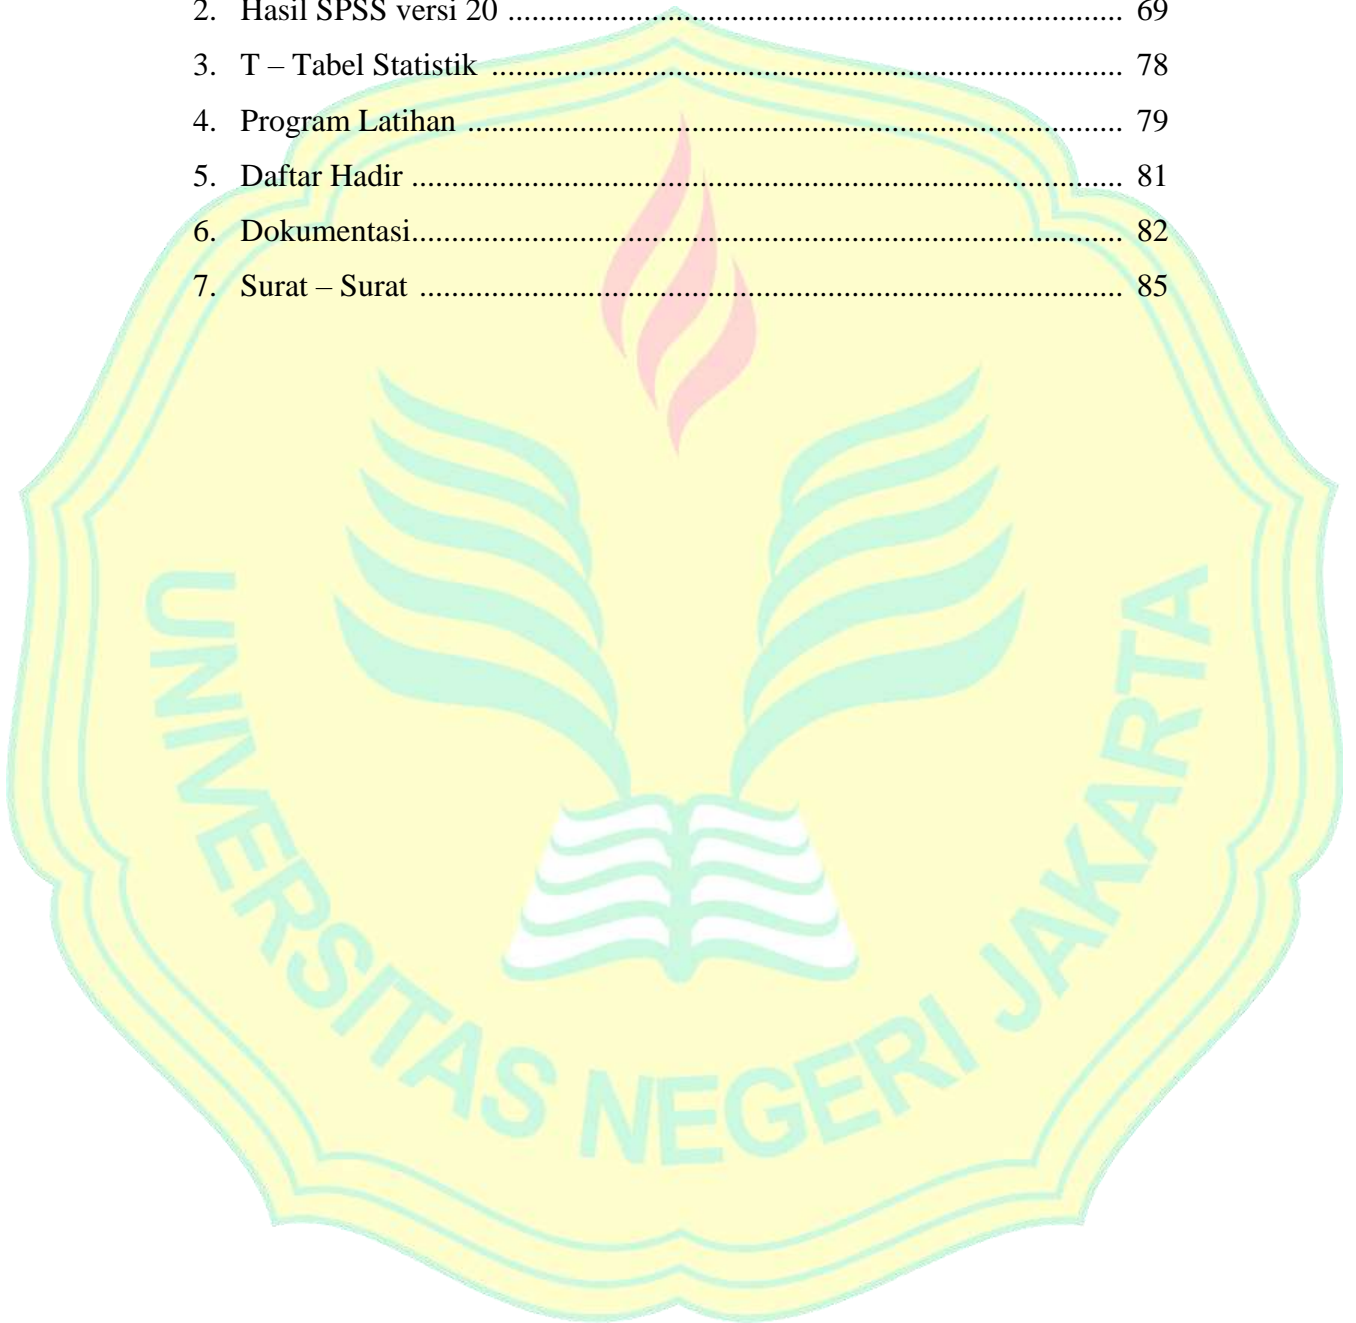 2. Hasil SPSS versi 20 ........................................................................... 69
3. T – Tabel Statistik ............................................................................. 78
4. Program Latihan ................................................................................ 79
5. Daftar Hadir ....................................................................................... 81
6. Dokumentasi....................................................................................... 82
7. Surat – Surat ...................................................................................... 85
UNIVERSITAS NEGERI JAKARTA